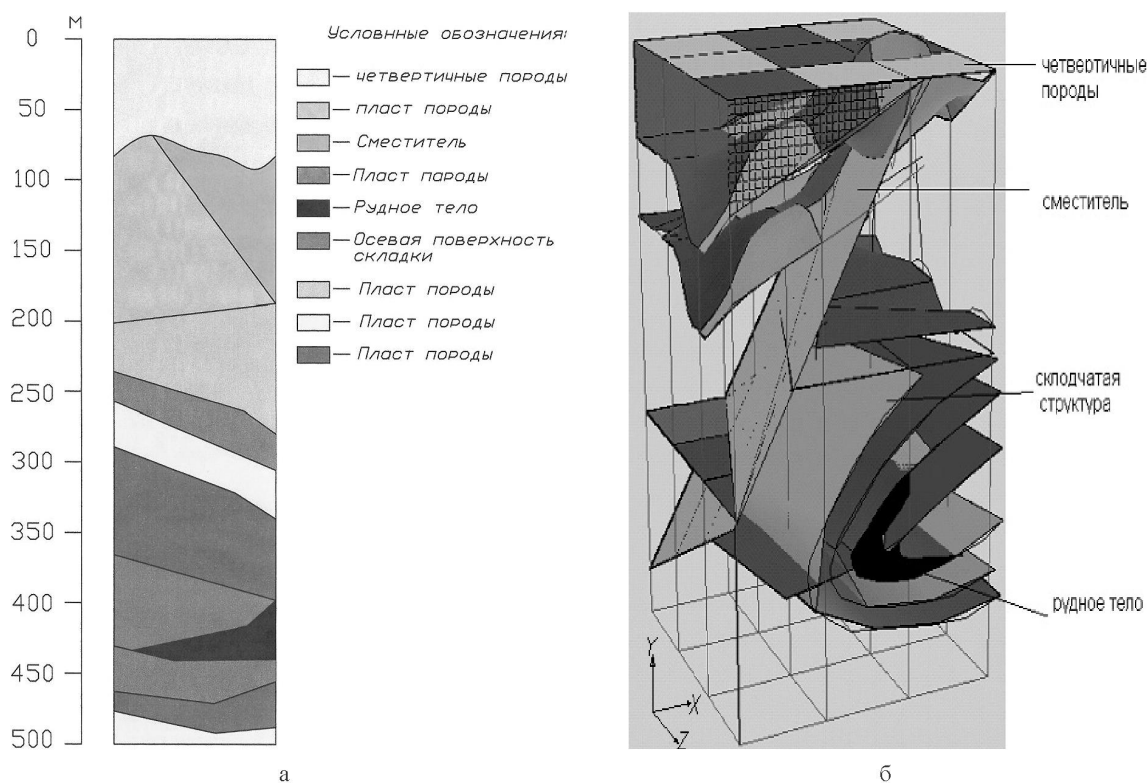 м
0
50
100
150
200
250
300
350
400
450
500
Условнные обозначения:
четвертичные породы
пласт породы
Сместитель
Пласт пароды
Рудное тело
Осевая поверхность
складки
Пласт породы
Пласт породы
Пласт породы
а
четвертичные
породы
сместитель
склодчатая
структура
рудное тело
Y
X
Z
б